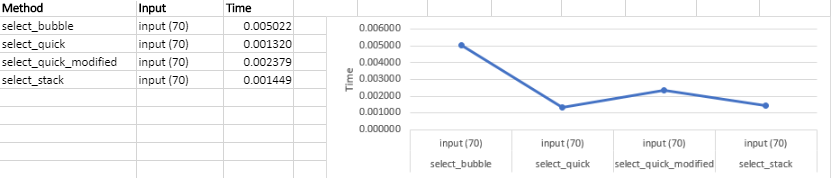 Method Input Time
select_bubble input (70) 0.005022
select_quick input (70) 0.001320
select_quick_modified input (70) 0.002379
select_stack input (70) 0.001449
0.006000
0.005000
0.004000
0.003000
0.002000
0.001000
0.000000
Time
input (70) input (70) input (70) input (70)
select_bubble select_quick select_quick_modified select_stack